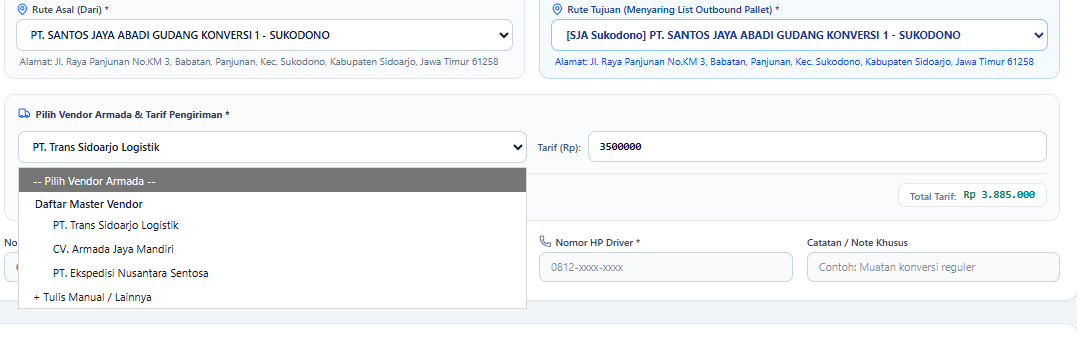 Rute Asal (Dari) *
Rute Tujuan (Menyaring List Outbound Pallet) *
PT. SANTOS JAYA ABADI GUDANG KONVERSI 1 - SUKODONO
[SJA Sukodono] PT. SANTOS JAYA ABADI GUDANG KONVERSI 1 - SUKODONO
Alamat: Jl. Raya Panjunan No.KM 3, Babatan, Panjunan, Kec. Sukodono, Kabupaten Sidoarjo, Jawa Timur 61258
Alamat: Jl. Raya Panjunan No.KM 3, Babatan, Panjunan, Kec. Sukodono, Kabupaten Sidoarjo, Jawa Timur 61258
Pilih Vendor Armada & Tarif Pengiriman *
PT. Trans Sidoarjo Logistik
Tarif (Rp):
3500000
-- Pilih Vendor Armada --
Daftar Master Vendor
PT. Trans Sidoarjo Logistik
CV. Armada Jaya Mandiri
PT. Ekspedisi Nusantara Sentosa
+ Tulis Manual / Lainnya
Total Tarif: Rp 3.885.000
No
Nomor HP Driver *
0812-xxxx-xxxx
Catatan / Note Khusus
Contoh: Muatan konversi reguler